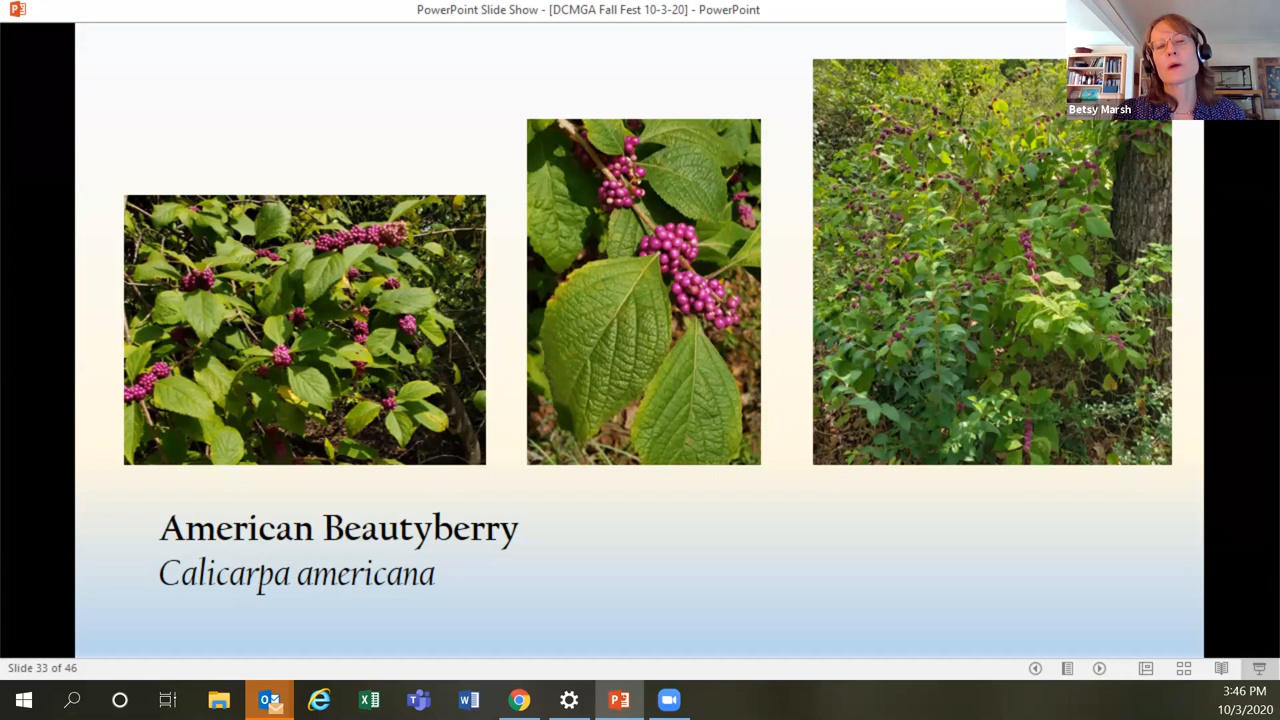 PowerPoint Slide Show - [DCMGA Fall Fest 10-3-20] - PowerPoint
Betsy Marsh
American Beautyberry
Calicarpa americana
Slide 33 of 46
3:46 PM
10/3/2020